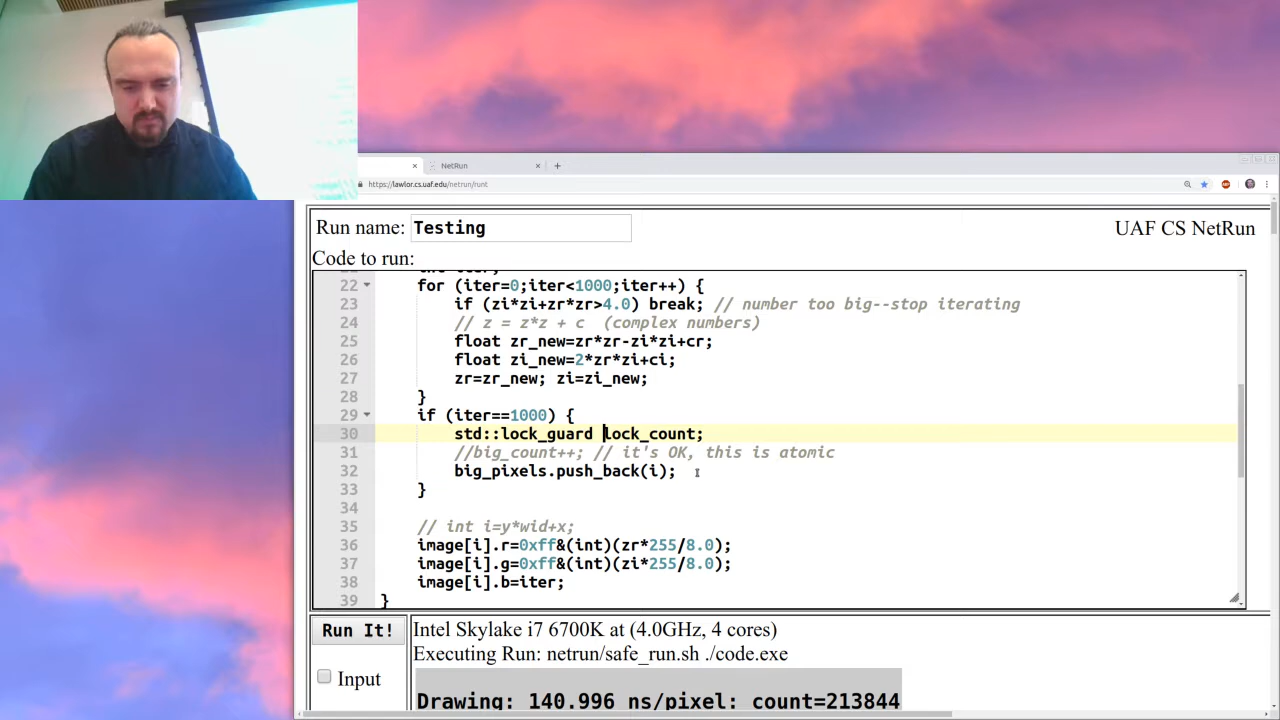 NetRun
https://lawlor.cs.uaf.edu/netrun/runt
Run name: Testing
UAF CS NetRun
Code to run:
22 for (iter=0;iter<1000;iter++) {
23 if (zi*zi+zr*zr>4.0) break; // number too big--stop iterating
24 // z = z*z + c (complex numbers)
25 float zr_new=zr*zr-zi*zi+cr;
26 float zi_new=2*zr*zi+ci;
27 zr=zr_new; zi=zi_new;
28 }
29 if (iter==1000) {
30 std::lock_guard lock_count;
31 //big_count++; // it's OK, this is atomic
32 big_pixels.push_back(i);
33 }
34
35 // int i=y*wid+x;
36 image[i].r=0xff&(int)(zr*255/8.0);
37 image[i].g=0xff&(int)(zi*255/8.0);
38 image[i].b=iter;
39 }
Run It!
Intel Skylake i7 6700K at (4.0GHz, 4 cores)
Executing Run: netrun/safe_run.sh ./code.exe
Input
Drawing: 140.996 ns/pixel: count=213844